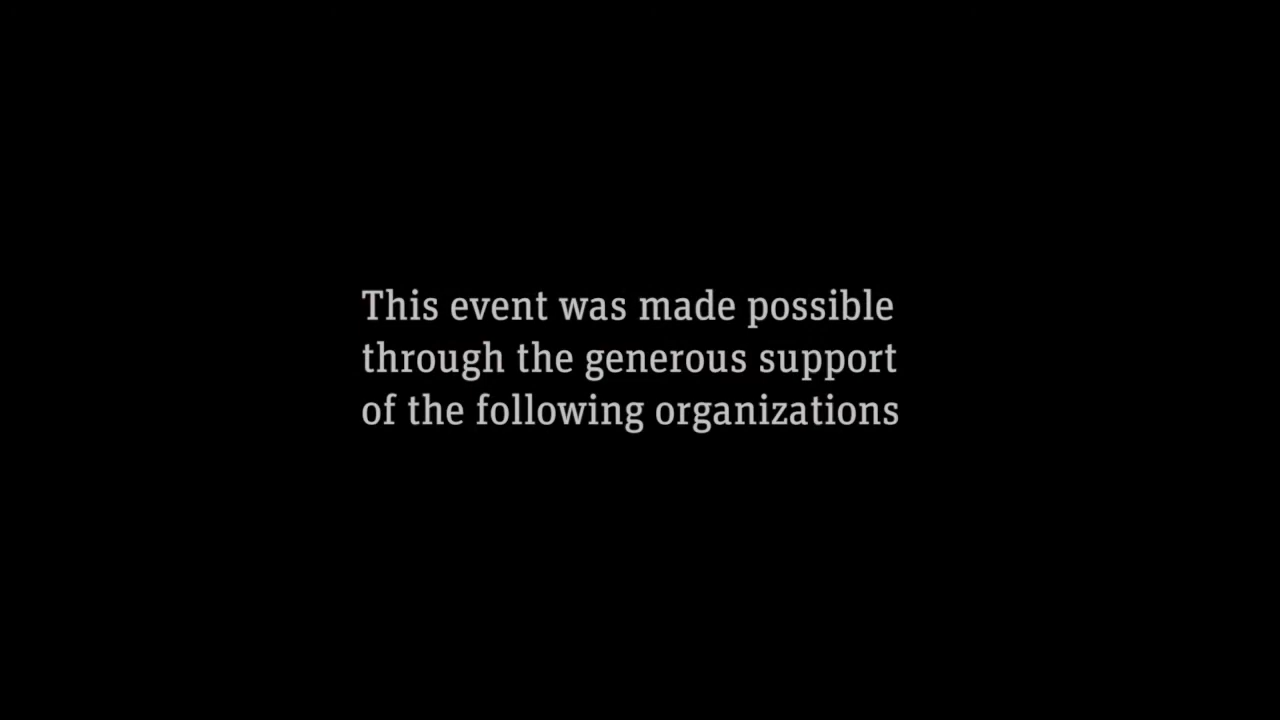 This event was made possible
through the generous support
of the following organizations